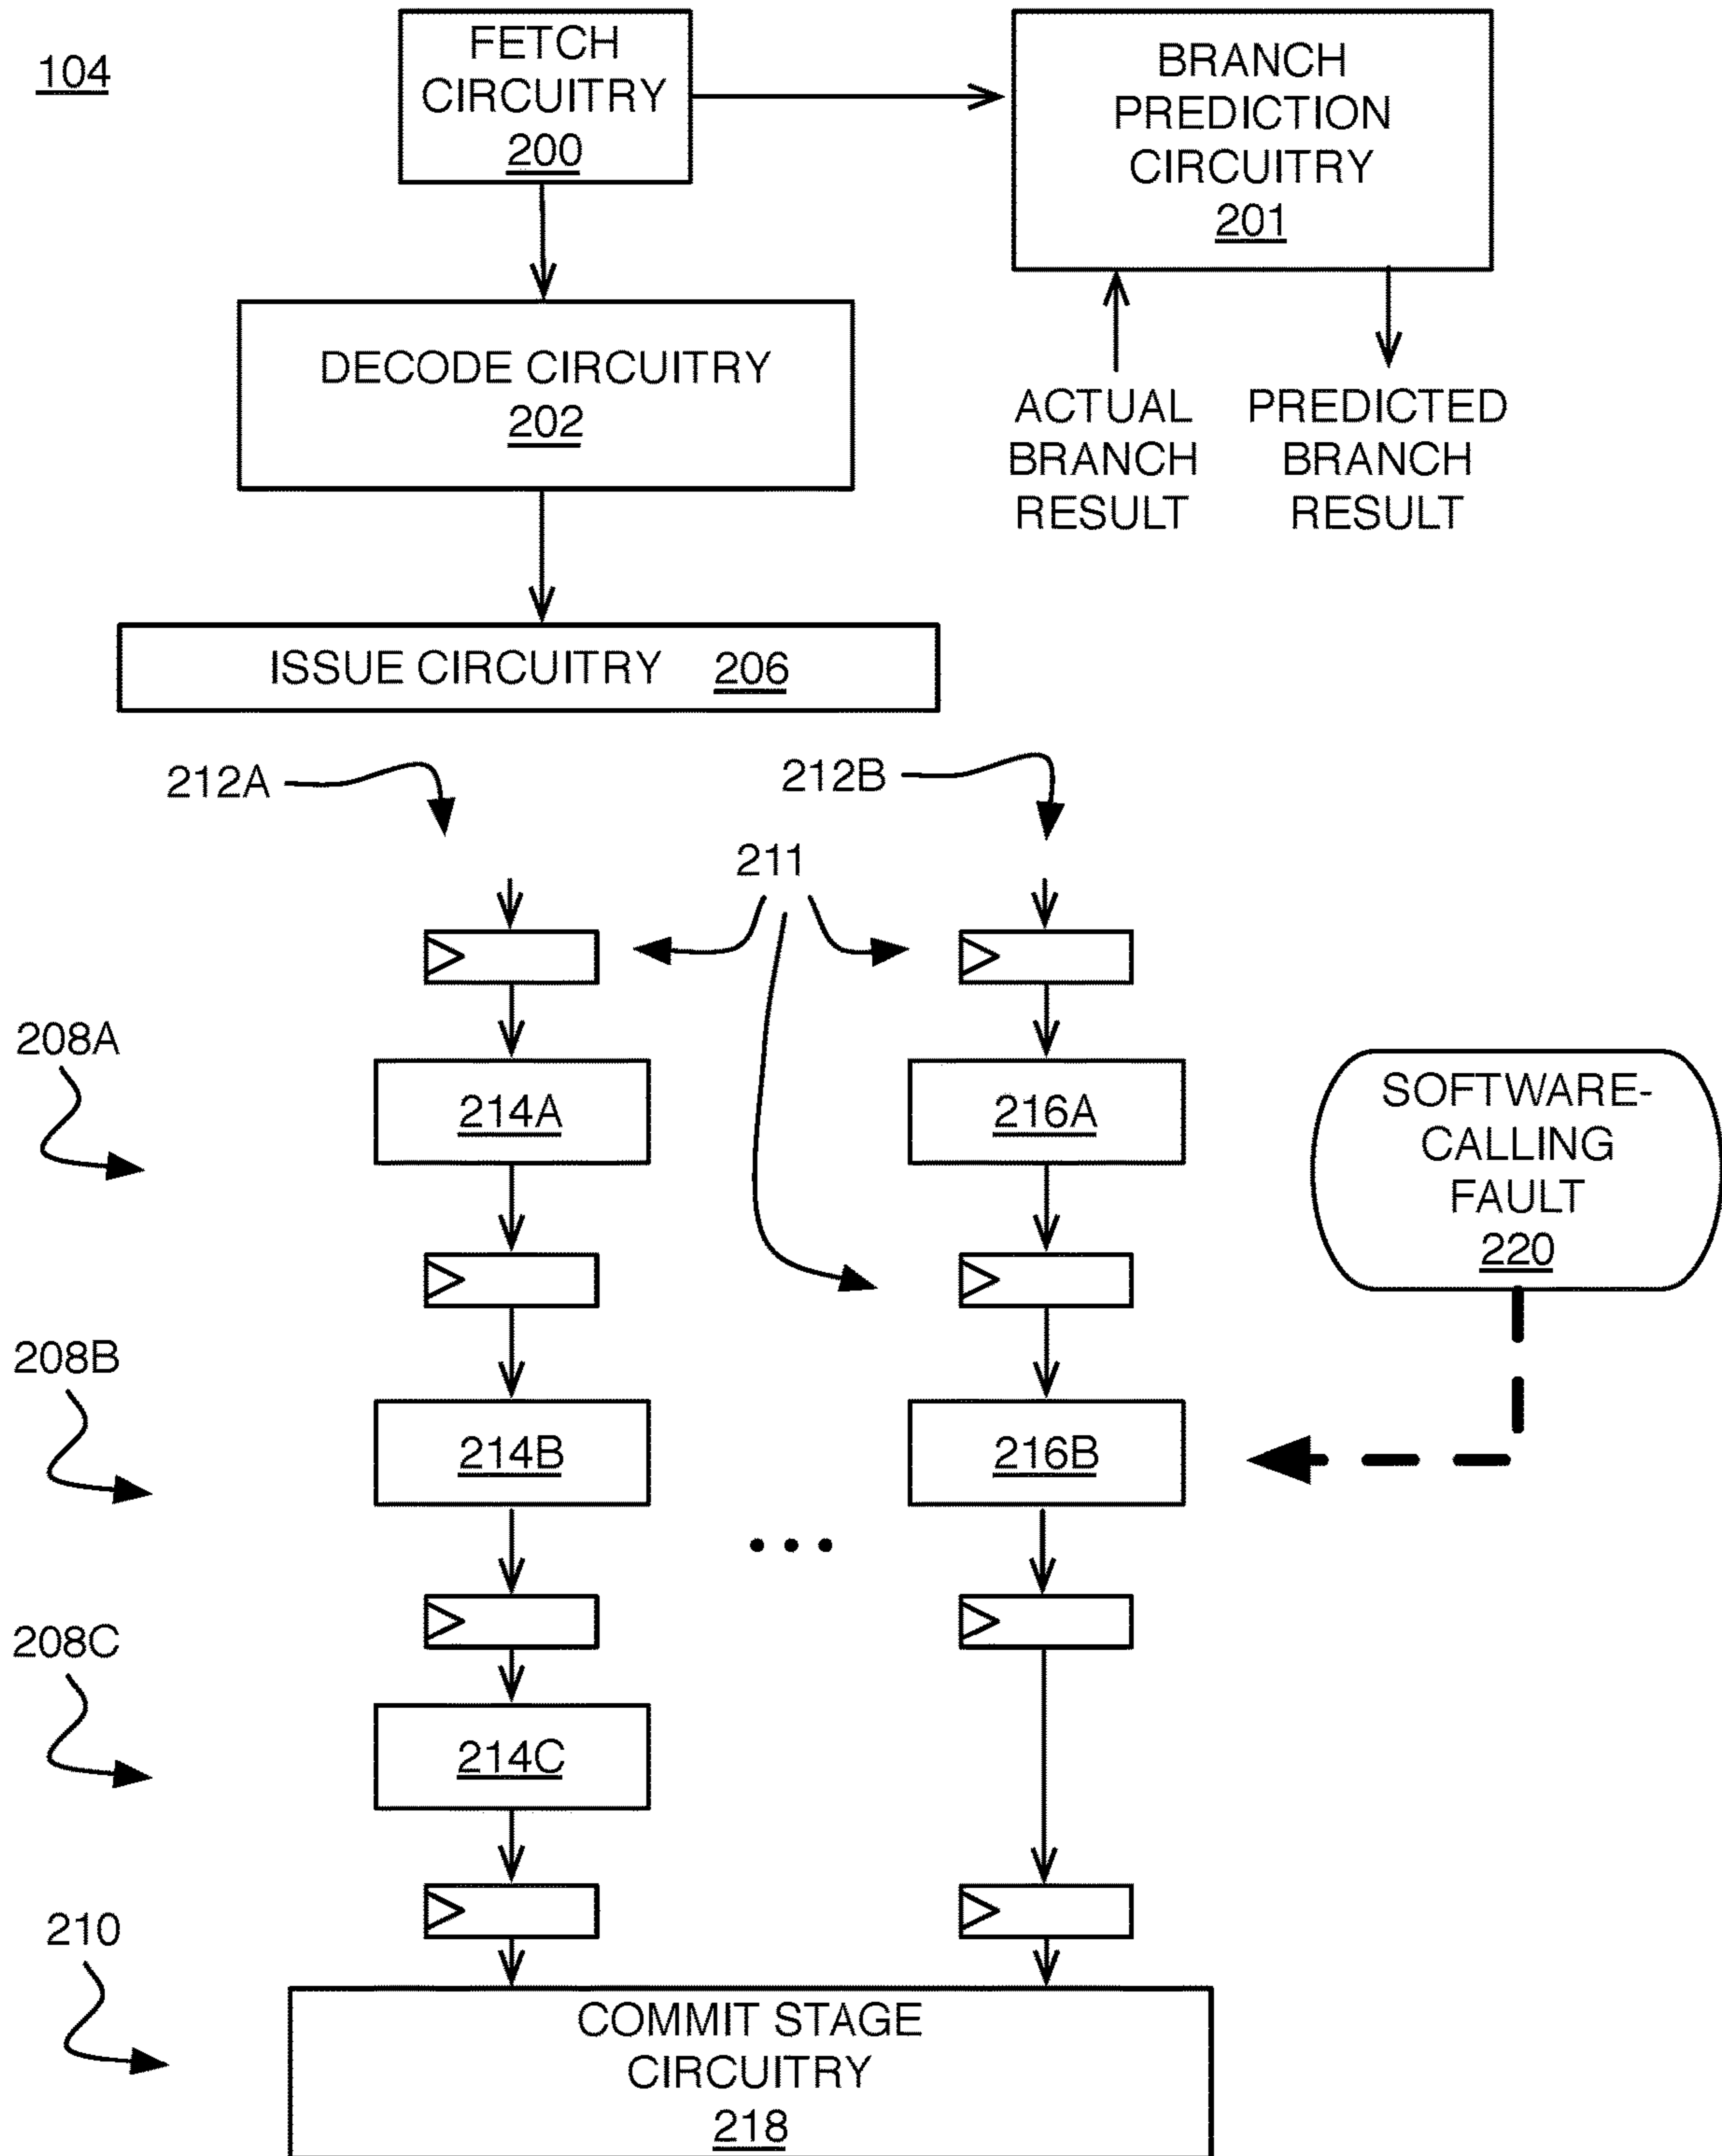 104
FETCH
CIRCUITRY
200
BRANCH
PREDICTION
CIRCUITRY
201
DECODE CIRCUITRY
202
ACTUAL
BRANCH
RESULT
PREDICTED
BRANCH
RESULT
ISSUE CIRCUITRY 206
212A
212B
211
208A
214A
216A
SOFTWARE-
CALLING
FAULT
220
208B
214B
216B
208C
214C
210
COMMIT STAGE
CIRCUITRY
218